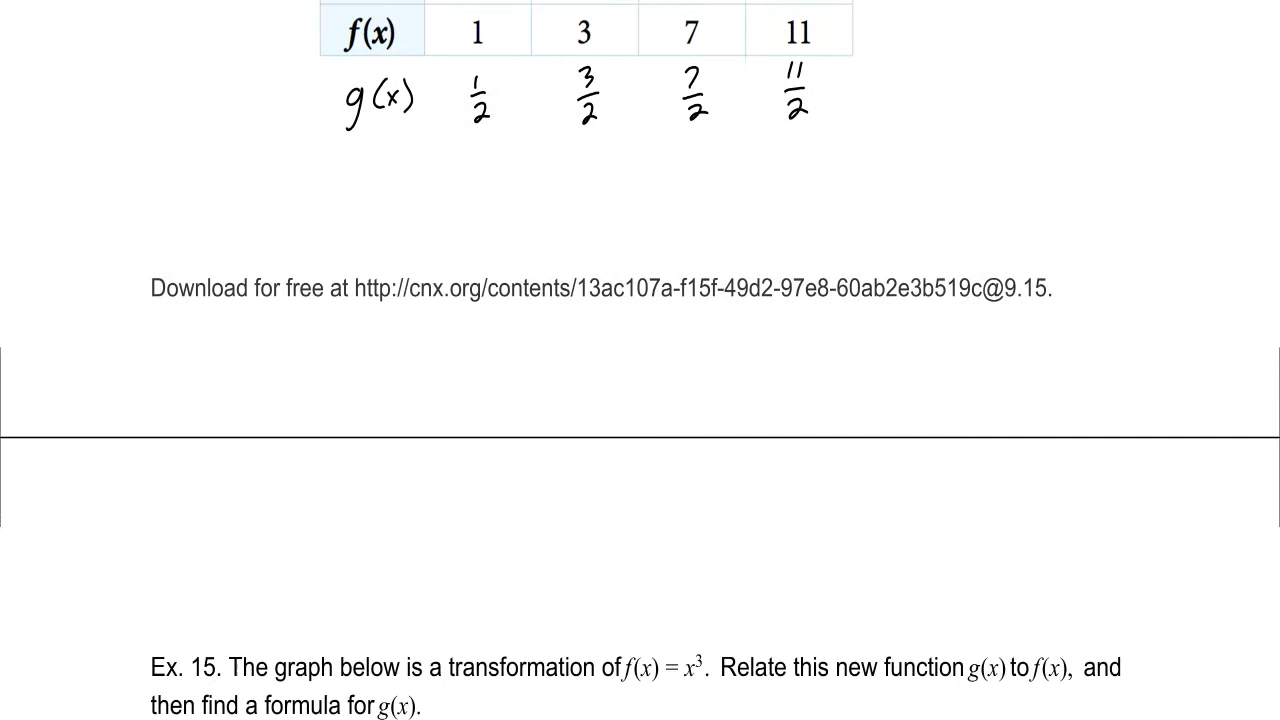 f(x) 1 3 7 11
g(x) 1/2 3/2 7/2 11/2
Download for free at http://cnx.org/contents/13ac107a-f15f-49d2-97e8-60ab2e3b519c@9.15.
Ex. 15. The graph below is a transformation of f(x) = x³. Relate this new function g(x) to f(x), and
then find a formula for g(x).